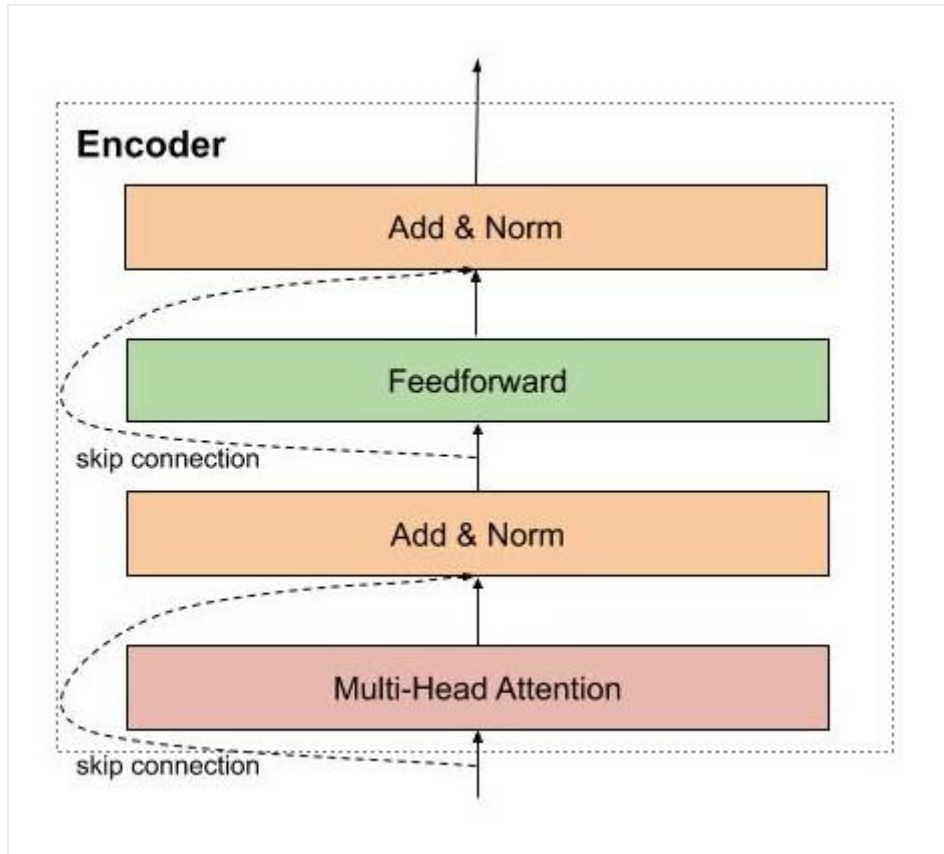 Encoder
Add & Norm
Feedforward
skip connection
Add & Norm
Multi-Head Attention
skip connection